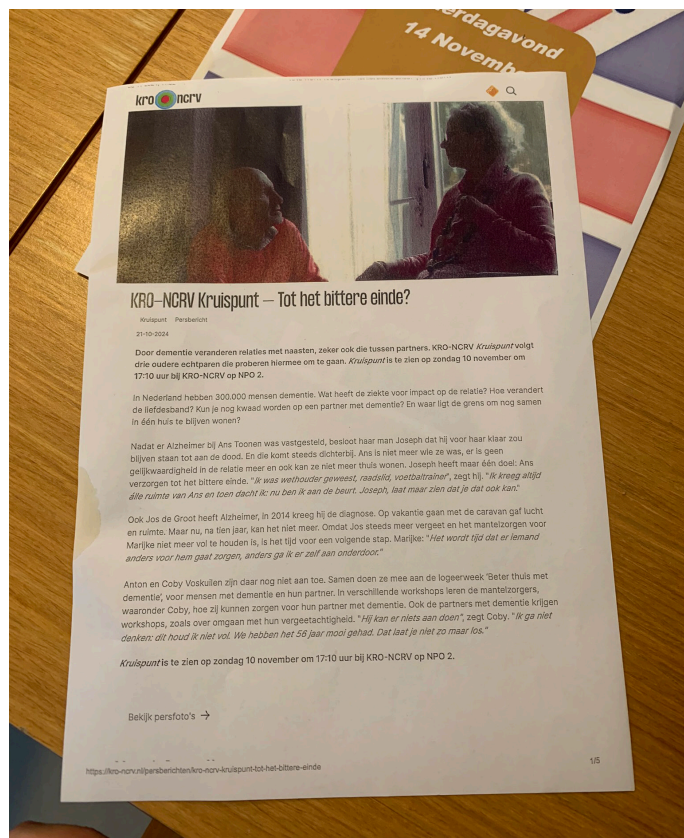 erdagavond
14 Novemb
kro ncrv
KRO–NCRV Kruispunt – Tot het bittere einde?
Kruispunt Persbericht
21-10-2024
Door dementie veranderen relaties met naasten, zeker ook die tussen partners. KRO-NCRV Kruispunt volgt
drie oudere echtparen die proberen hiermee om te gaan. Kruispunt is te zien op zondag 10 november om
17:10 uur bij KRO-NCRV op NPO 2.
In Nederland hebben 300.000 mensen dementie. Wat heeft de ziekte voor impact op de relatie? Hoe verandert
de liefdesband? Kun je nog kwaad worden op een partner met dementie? En waar ligt de grens om nog samen
in één huis te blijven wonen?
Nadat er Alzheimer bij Ans Toonen was vastgesteld, besloot haar man Joseph dat hij voor haar klaar zou
blijven staan tot aan de dood. En die komt steeds dichterbij. Ans is niet meer wie ze was, er is geen
gelijkwaardigheid in de relatie meer en ook kan ze niet meer thuis wonen. Joseph heeft maar één doel: Ans
verzorgen tot het bittere einde. "Ik was wethouder geweest, raadslid, voetbaltrainer", zegt hij. "Ik kreeg altijd
álle ruimte van Ans en toen dacht ik: nu ben ik aan de beurt. Joseph, laat maar zien dat je dat ook kan."
Ook Jos de Groot heeft Alzheimer, in 2014 kreeg hij de diagnose. Op vakantie gaan met de caravan gaf lucht
en ruimte. Maar nu, na tien jaar, kan het niet meer. Omdat Jos steeds meer vergeet en het mantelzorgen voor
Marijke niet meer vol te houden is, is het tijd voor een volgende stap. Marijke: "Het wordt tijd dat er iemand
anders voor hem gaat zorgen, anders ga ik er zelf aan onderdoor."
Anton en Coby Voskuilen zijn daar nog niet aan toe. Samen doen ze mee aan de logeerweek 'Beter thuis met
dementie', voor mensen met dementie en hun partner. In verschillende workshops leren de mantelzorgers,
waaronder Coby, hoe zij kunnen zorgen voor hun partner met dementie. Ook de partners met dementie krijgen
workshops, zoals over omgaan met hun vergeetachtigheid. "Hij kan er niets aan doen", zegt Coby. "Ik ga niet
denken: dit houd ik niet vol. We hebben het 56 jaar mooi gehad. Dat laat je niet zo maar los."
Kruispunt is te zien op zondag 10 november om 17:10 uur bij KRO-NCRV op NPO 2.
Bekijk persfoto's →
https://kro-ncrv.nl/persberichten/kro-ncrv-kruispunt-tot-het-bittere-einde
1/5